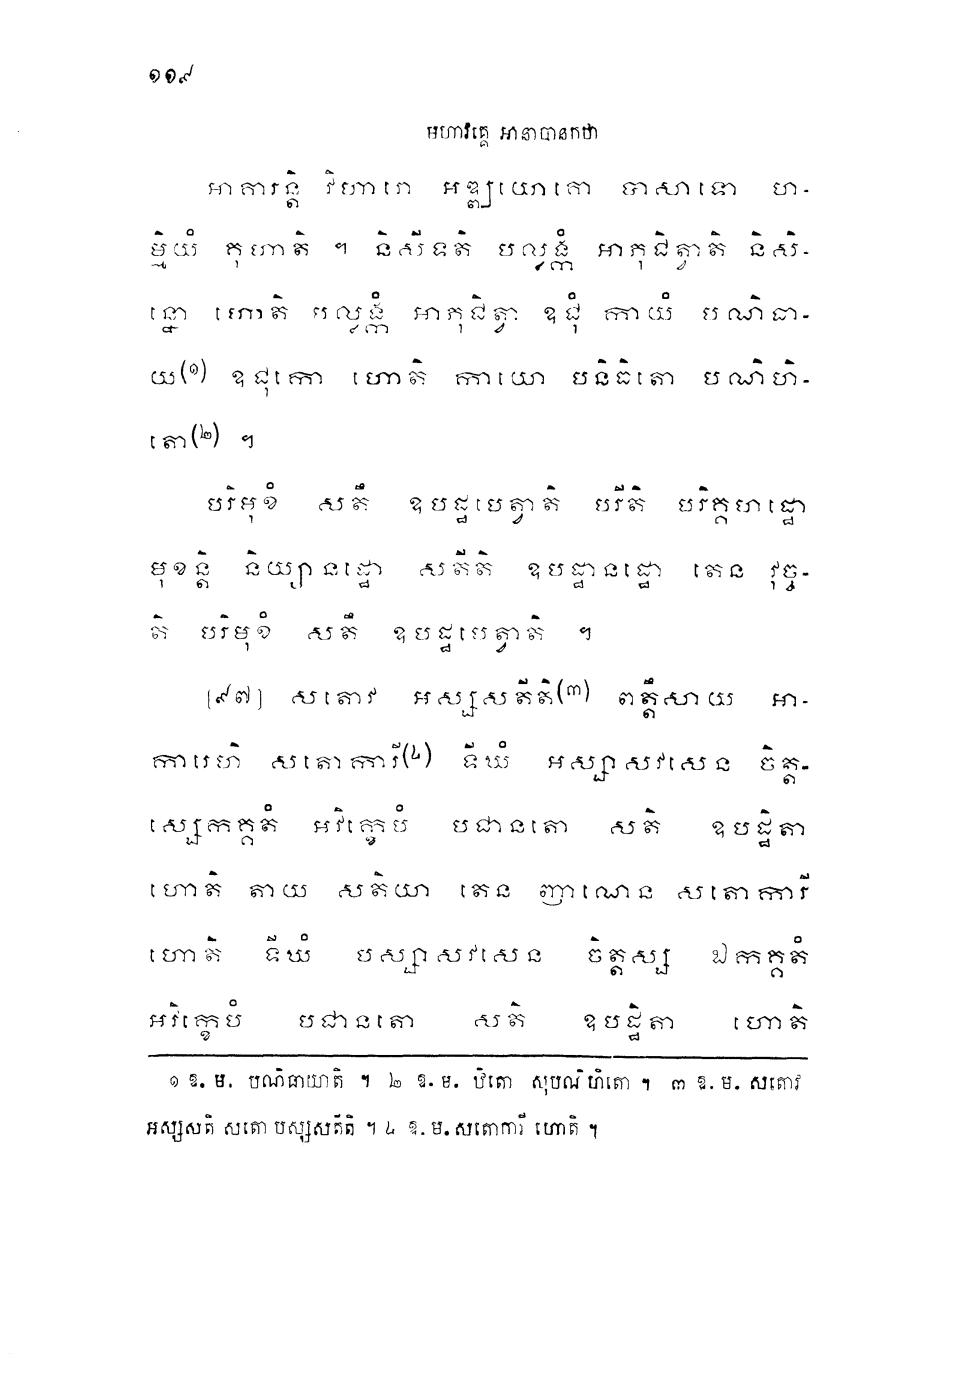 ១១៩
មហាវគ្គេ អានាបានកថា
អាគារន្តិ វិហារោ អឌ្ឍយោគោ បាសាទោ ហ-
ម្មិយំ គុហាតិ ។ និសីទតិ បល្លង្កំ អាភុជិត្វាតិ និសិ-
ន្នោ ហោតិ បល្លង្កំ អាភុជិត្វា ឧជុំ កាយំ បណិធា-
យ(១) ឧជុកោ ហោតិ កាយោ បនិធិតោ បណិហិ-
តោ(២) ។
បរិមុខំ សតឹ ឧបដ្ឋបេត្វាតិ បរីតិ បរិគ្គហដ្ឋោ
មុខន្តិ និយ្យានដ្ឋោ សតីតិ ឧបដ្ឋានដ្ឋោ តេន វុច្ច-
តិ បរិមុខំ សតឹ ឧបដ្ឋបេត្វាតិ ។
[៩៧] សតោវ អស្សសតីតិ(៣) ពត្តឹសាយ អា-
ការេហិ សតោការី(៤) ទីឃំ អស្សាសវសេន ចិត្ត-
ស្សេកគ្គតំ អវិក្ខេបំ បជានតោ សតិ ឧបដ្ឋិតា
ហោតិ តាយ សតិយា តេន ញាណេន សតោការី
ហោតិ ទីឃំ បស្សាសវសេន ចិត្តស្ស ឯកគ្គតំ
អវិក្ខេបំ បជានតោ សតិ ឧបដ្ឋិតា ហោតិ
១ ឱ. ម. បណិធាយាតិ ។ ២ ឱ. ម. ឋិតោ សុបណិហិតោ ។ ៣ ឱ. ម. សតោវ
អស្សសតិ សតោ បស្សសតីតិ ។ ៤ ឱ. ម. សតោការី ហោតិ ។